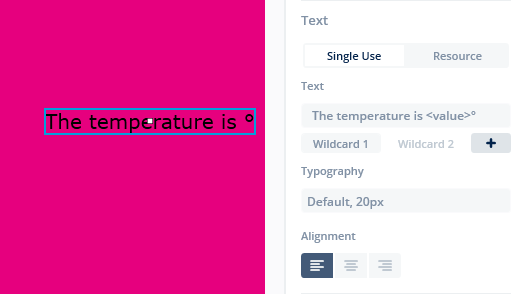 The temperature is °
Text
Single Use
Resource
Text
The temperature is <value>°
Wildcard 1
Wildcard 2
+
Typography
Default, 20px
Alignment